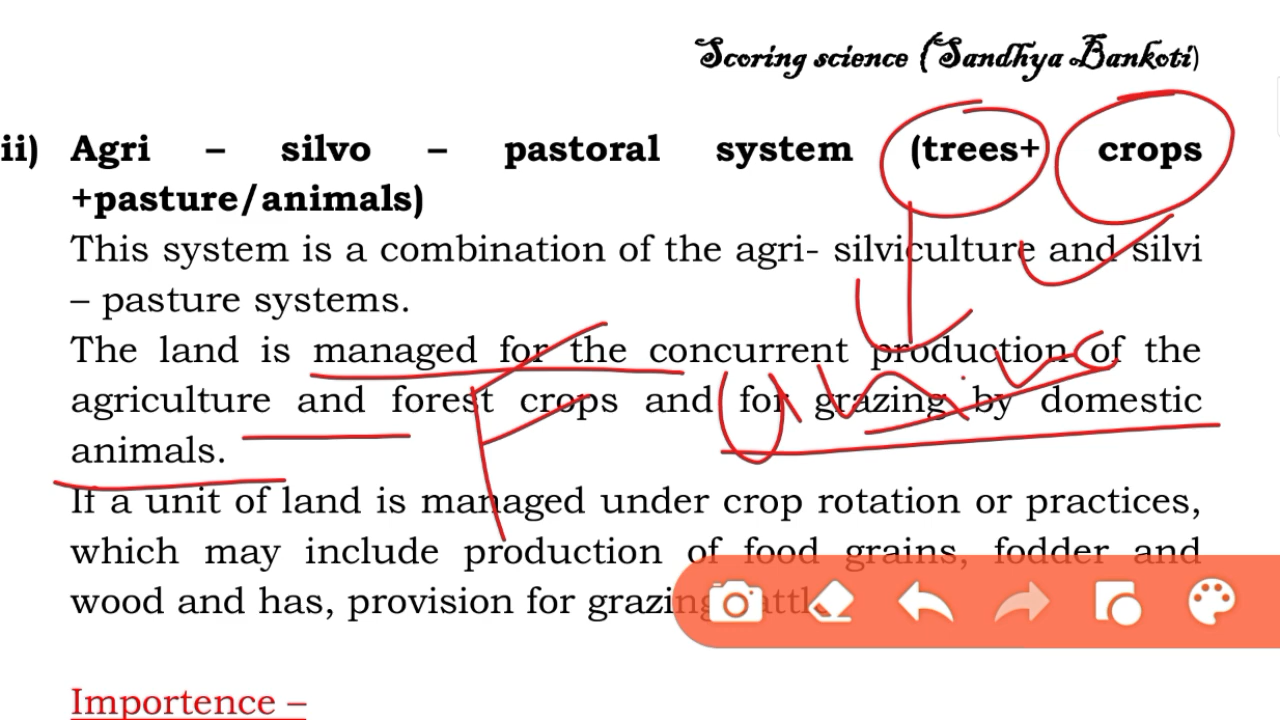 Scoring science (Sandhya Bankoti)
ii) Agri – silvo – pastoral system (trees+ crops
+pasture/animals)
This system is a combination of the agri- silviculture and silvi
– pasture systems.
The land is managed for the concurrent production of the
agriculture and forest crops and for grazing by domestic
animals.
If a unit of land is managed under crop rotation or practices,
which may include production of food grains, fodder and
wood and has, provision for grazing
Importence –